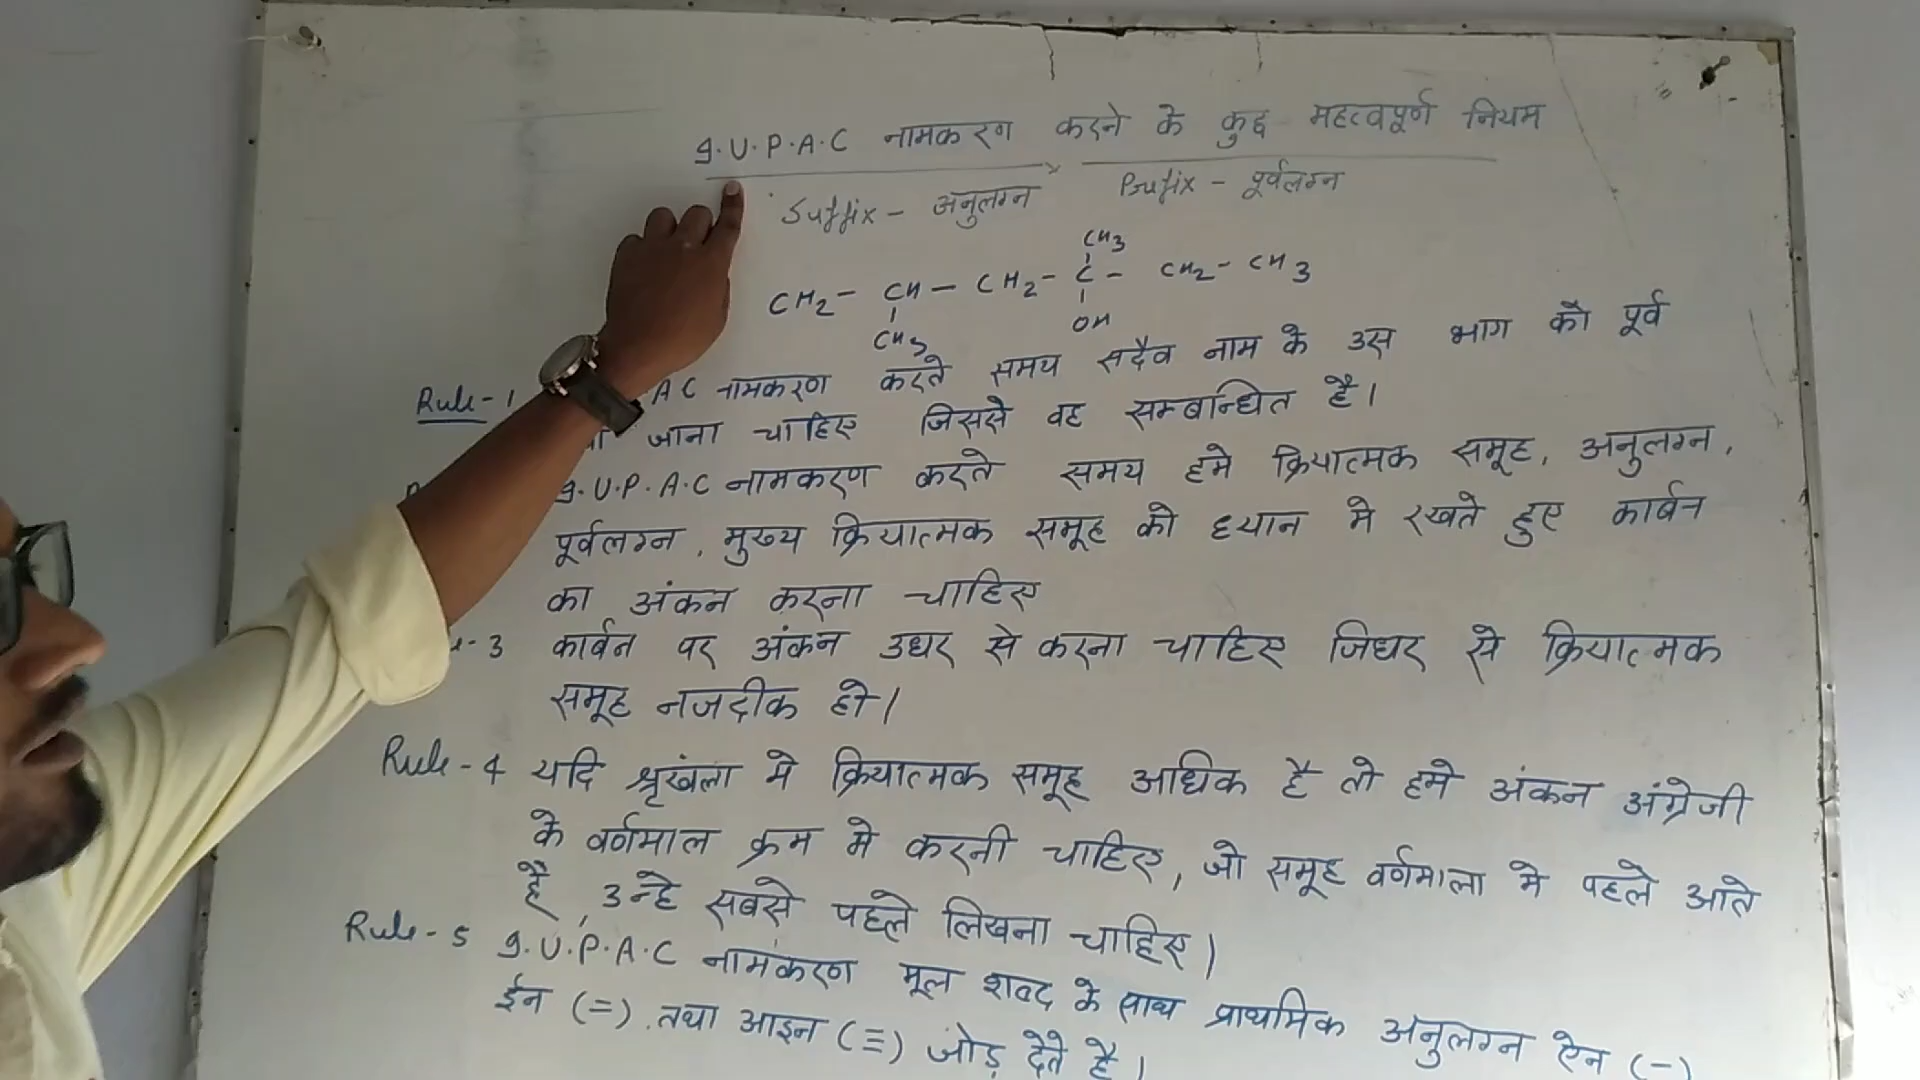 I.U.P.A.C नामकरण करने के कुछ महत्वपूर्ण नियम
Suffix - अनुलग्न Prefix - पूर्वलग्न
CH3
CH2 - CH - CH2 - C - CH2 - CH3
CH3 OH
Rule-1 AC नामकरण करते समय सदैव नाम के उस भाग को पूर्व
जाना चाहिए जिससे वह सम्बान्धित है।
I.U.P.A.C नामकरण करते समय हमे क्रियात्मक समूह, अनुलग्न,
पूर्वलग्न, मुख्य क्रियात्मक समूह को ध्यान मे रखते हुए कार्बन
का अंकन करना चाहिए
-3 कार्बन पर अंकन उधर से करना चाहिए जिधर से क्रियात्मक
समूह नजदीक हो।
Rule-4 यदि श्रृखंला मे क्रियात्मक समूह अधिक है तो हमे अंकन अंग्रेजी
के वर्णमाल क्रम मे करनी चाहिए, जो समूह वर्णमाला मे पहले आते
है, उन्हे सबसे पहले लिखना चाहिए।
Rule-5 I.U.P.A.C नामंकरण मूल शब्द के साथ प्राथमिक अनुलग्न ऐन (-)
ईन (=), तथा आइन (≡) जोड़ देते है।